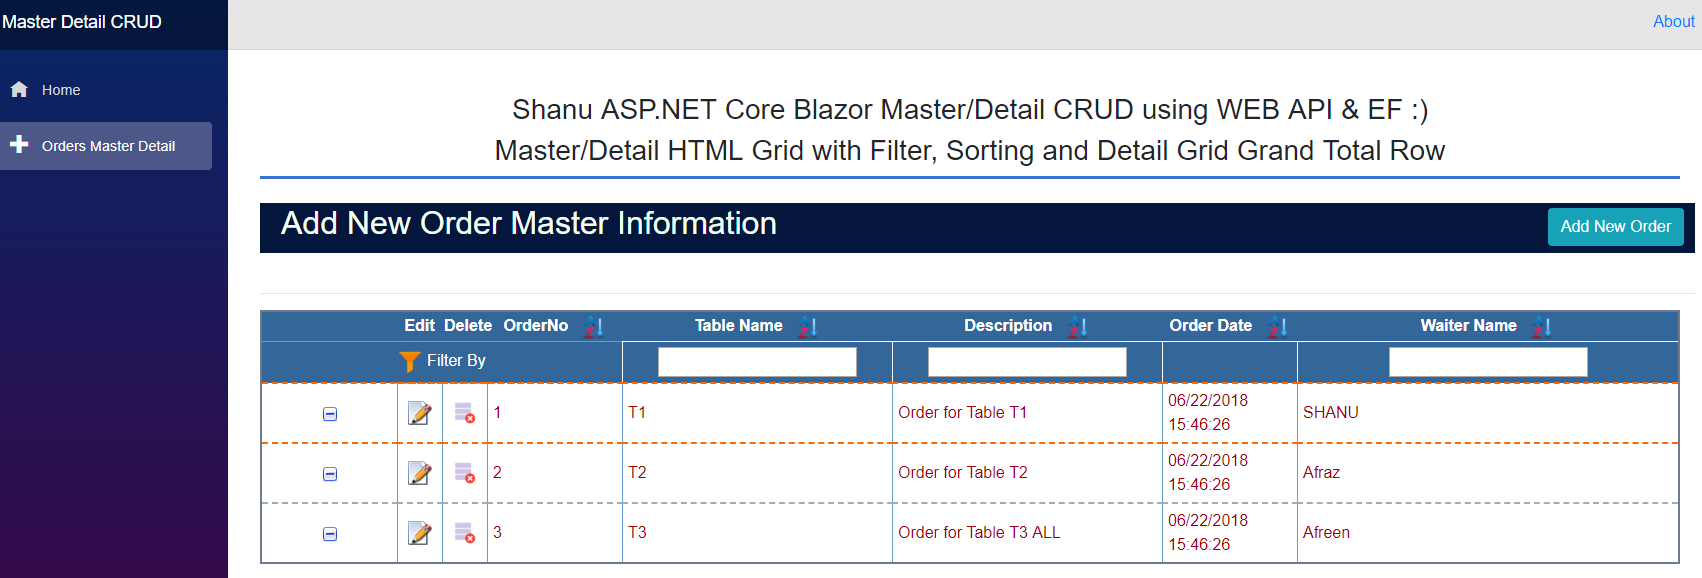 Master Detail CRUD
About
Home
Orders Master Detail
Shanu ASP.NET Core Blazor Master/Detail CRUD using WEB API & EF :)
Master/Detail HTML Grid with Filter, Sorting and Detail Grid Grand Total Row
Add New Order Master Information
Add New Order
Edit Delete OrderNo Table Name Description Order Date Waiter Name
Filter By
1 T1 Order for Table T1 06/22/2018 15:46:26 SHANU
2 T2 Order for Table T2 06/22/2018 15:46:26 Afraz
3 T3 Order for Table T3 ALL 06/22/2018 15:46:26 Afreen